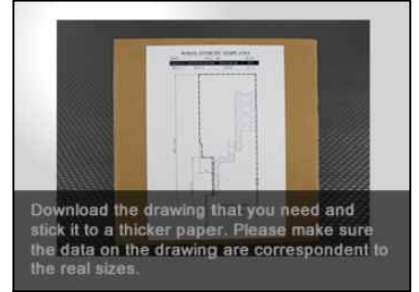 Download the drawing that you need and
stick it to a thicker paper. Please make sure
the data on the drawing are correspondent to
the real sizes.